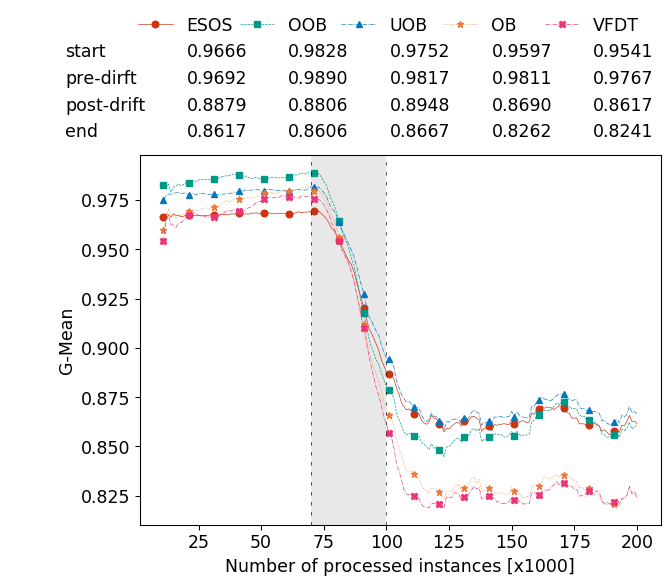 ESOS OOB UOB OB VFDT
start 0.9666 0.9828 0.9752 0.9597 0.9541
pre-dirft 0.9692 0.9890 0.9817 0.9811 0.9767
post-drift 0.8879 0.8806 0.8948 0.8690 0.8617
end 0.8617 0.8606 0.8667 0.8262 0.8241
0.975
0.950
0.925
0.900
0.875
0.850
0.825
G-Mean
25 50 75 100 125 150 175 200
Number of processed instances [x1000]